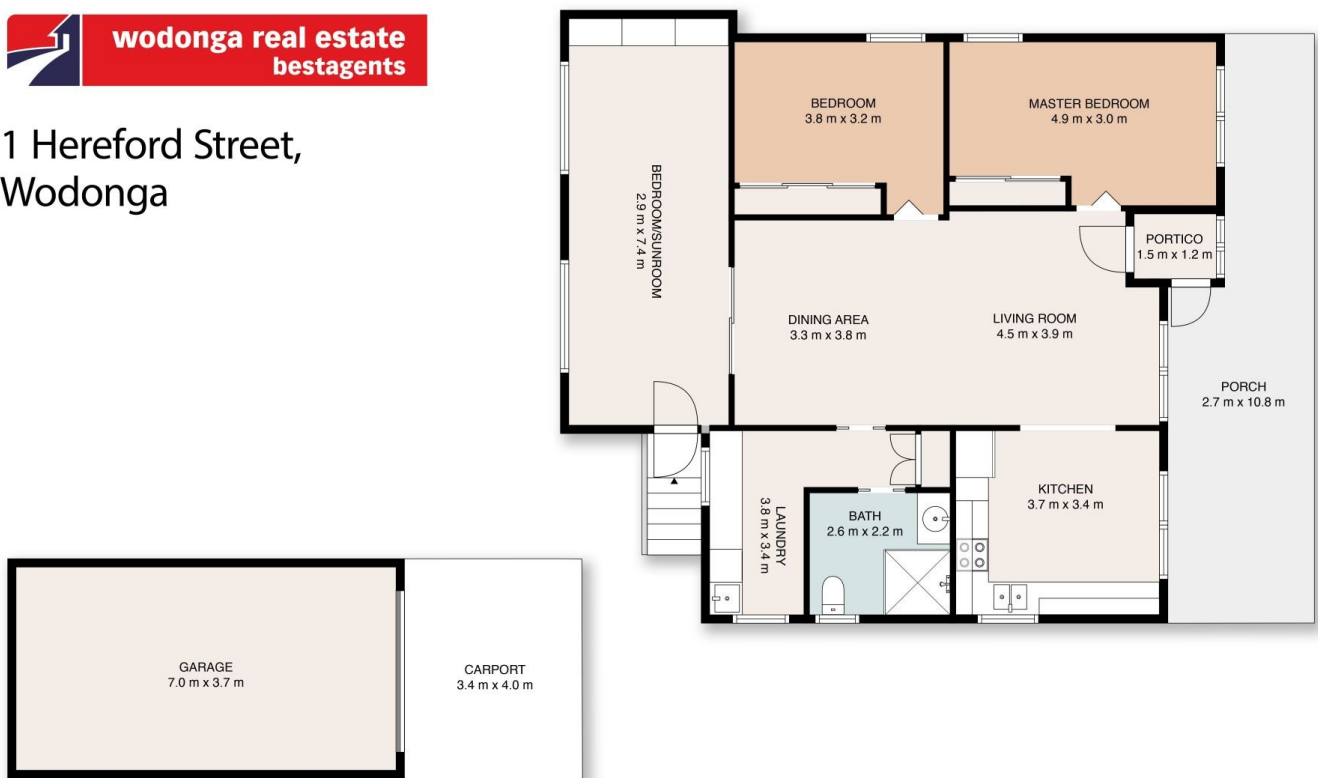 wodonga real estate
bestagents
1 Hereford Street,
Wodonga
BEDROOM
3.8 m x 3.2 m
MASTER BEDROOM
4.9 m x 3.0 m
BEDROOM/SUNROOM
2.9 m x 7.4 m
PORTICO
1.5 m x 1.2 m
DINING AREA
3.3 m x 3.8 m
LIVING ROOM
4.5 m x 3.9 m
PORCH
2.7 m x 10.8 m
KITCHEN
3.7 m x 3.4 m
LAUNDRY
3.8 m x 3.4 m
BATH
2.6 m x 2.2 m
GARAGE
7.0 m x 3.7 m
CARPORT
3.4 m x 4.0 m